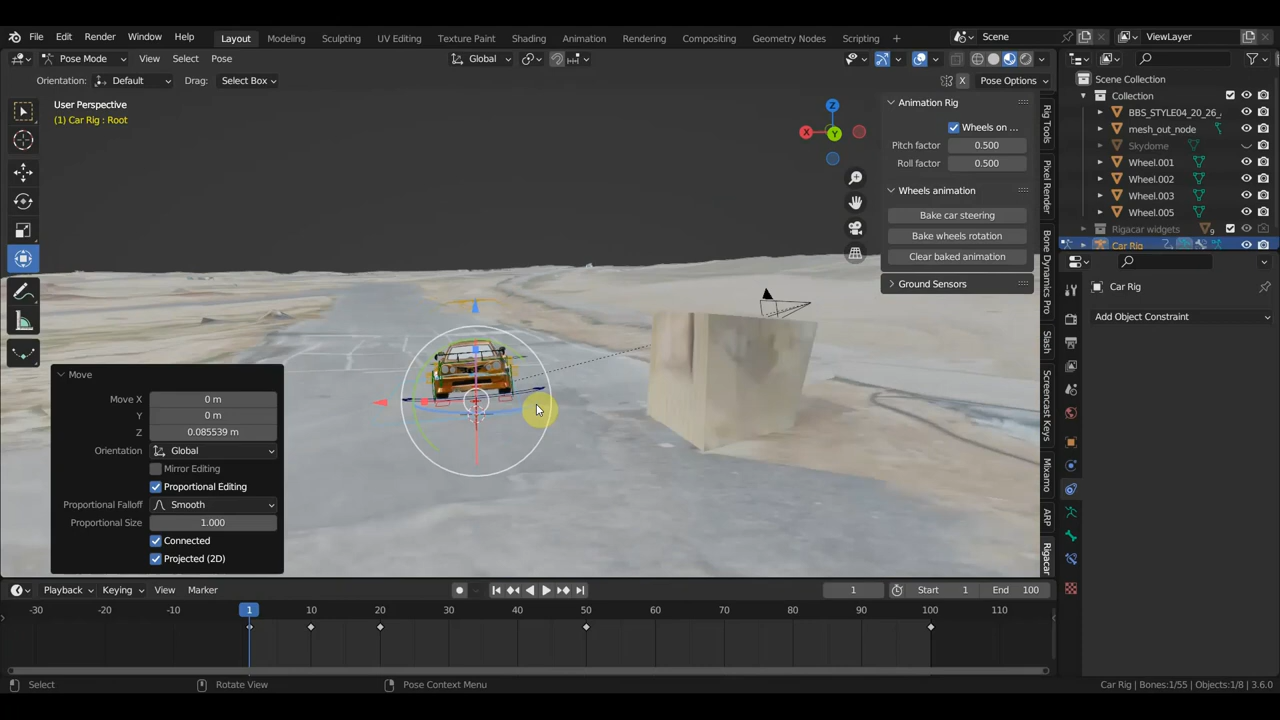 File Edit Render Window Help Layout Modeling Sculpting UV Editing Texture Paint Shading Animation Rendering Compositing Geometry Nodes Scripting + Scene ViewLayer
Pose Mode View Select Pose Global
Orientation: Default Drag: Select Box X Pose Options
User Perspective
(1) Car Rig : Root
Z
X
Y
Animation Rig
Wheels on ...
Pitch factor 0.500
Roll factor 0.500
Wheels animation
Bake car steering
Bake wheels rotation
Clear baked animation
Ground Sensors
Rig Tools
Pixel Render
Bone Dynamics Pro
Slash
Screencast Keys
Mixamo
ARP
Rigacar
Scene Collection
Collection
BBS_STYLE04_20_26_
mesh_out_node
Skydome
Wheel.001
Wheel.002
Wheel.003
Wheel.005
Rigacar widgets 9
Car Rig
Car Rig
Add Object Constraint
Move
Move X 0 m
Y 0 m
Z 0.085539 m
Orientation Global
Mirror Editing
Proportional Editing
Proportional Falloff Smooth
Proportional Size 1.000
Connected
Projected (2D)
Playback Keying View Marker 1 Start 1 End 100
-30 -20 -10 1 10 20 30 40 50 60 70 80 90 100 110
Select Rotate View Pose Context Menu Car Rig | Bones:1/55 | Objects:1/8 | 3.6.0